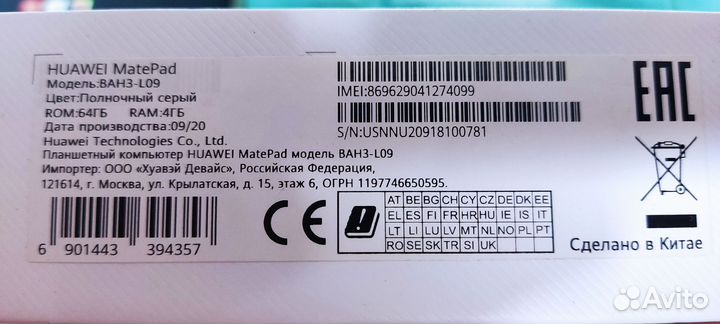 HUAWEI MatePad
Модель:BAH3-L09
Цвет:Полночный серый
ROM:64ГБ RAM:4ГБ
Дата производства:09/20
Huawei Technologies Co., Ltd.
IMEI:869629041274099
S/N:USNNU20918100781
EAC
Планшетный компьютер HUAWEI MatePad модель BAH3-L09
Импортер: ООО «Хуавэй Девайс», Российская Федерация,
121614, г. Москва, ул. Крылатская, д. 15, этаж 6, ОГРН 1197746650595.
6 901443 394357
CE
AT BE BG CH CY CZ DE DK EE
EL ES FI FR HR HU IE IS IT
LT LI LU LV MT NL NO PL PT
RO SE SK TR SI UK
Сделано в Китае
Avito